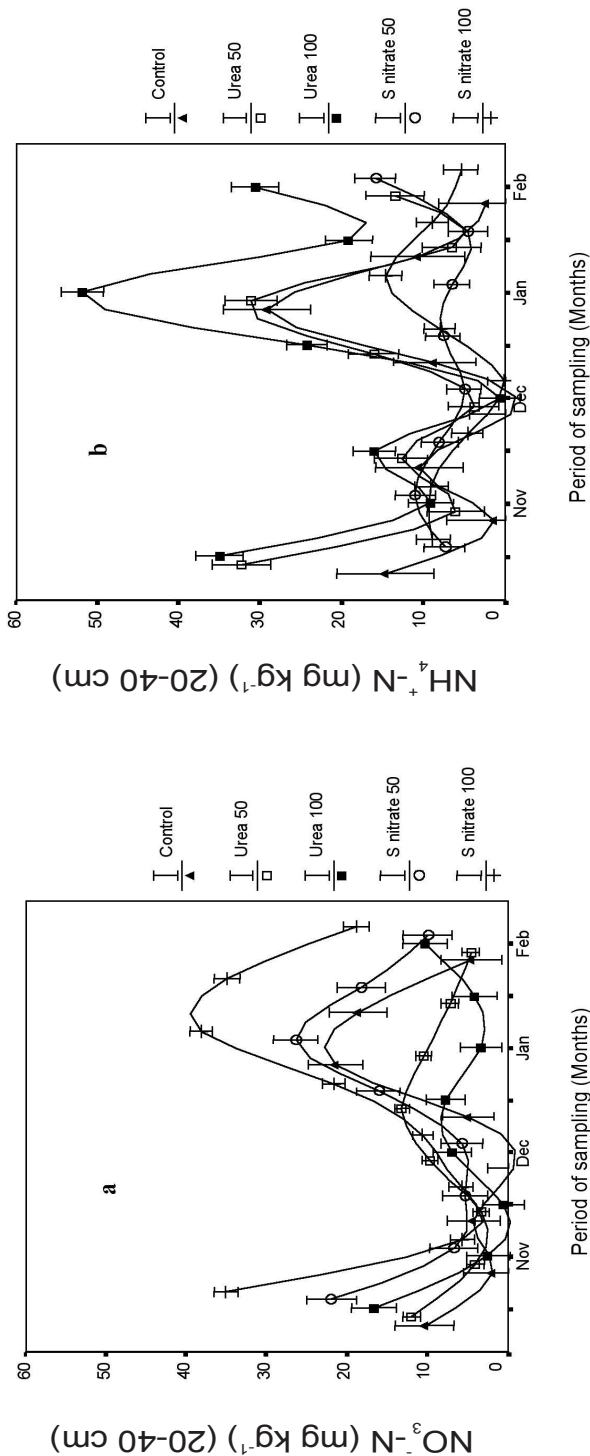 a
NO₃⁻-N (mg kg⁻¹) (20-40 cm)
60
50
40
30
20
10
0
Nov
Dec
Jan
Feb
Period of sampling (Months)
Control
Urea 50
Urea 100
S nitrate 50
S nitrate 100
b
NH₄⁺-N (mg kg⁻¹) (20-40 cm)
60
50
40
30
20
10
0
Nov
Dec
Jan
Feb
Period of sampling (Months)
Control
Urea 50
Urea 100
S nitrate 50
S nitrate 100